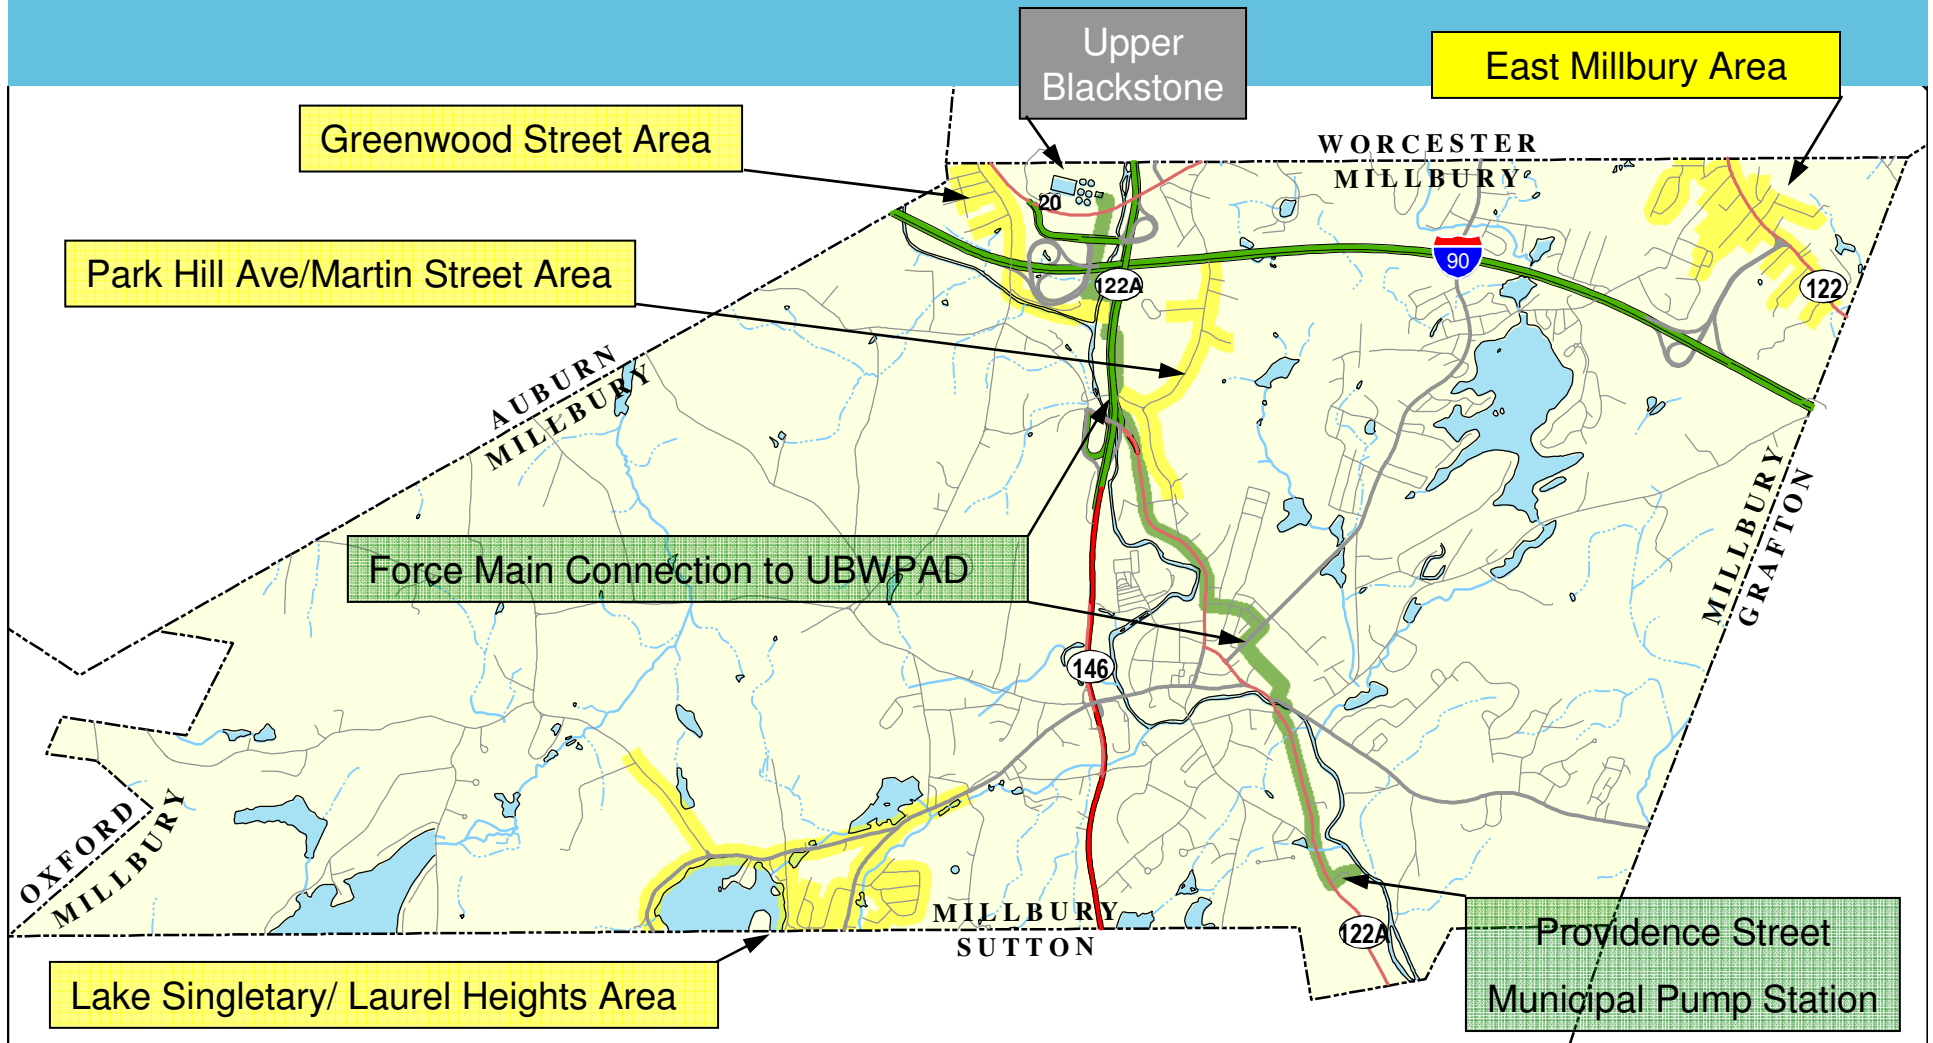 Upper
Blackstone
East Millbury Area
Greenwood Street Area
WORCESTER
MILLBURY
20
Park Hill Ave/Martin Street Area
90
122A
122
AUBURN
MILLBURY
MILLBURY
GRAFTON
Force Main Connection to UBWPAD
146
OXFORD
MILLBURY
MILLBURY
SUTTON
122A
Providence Street
Municipal Pump Station
Lake Singletary/ Laurel Heights Area